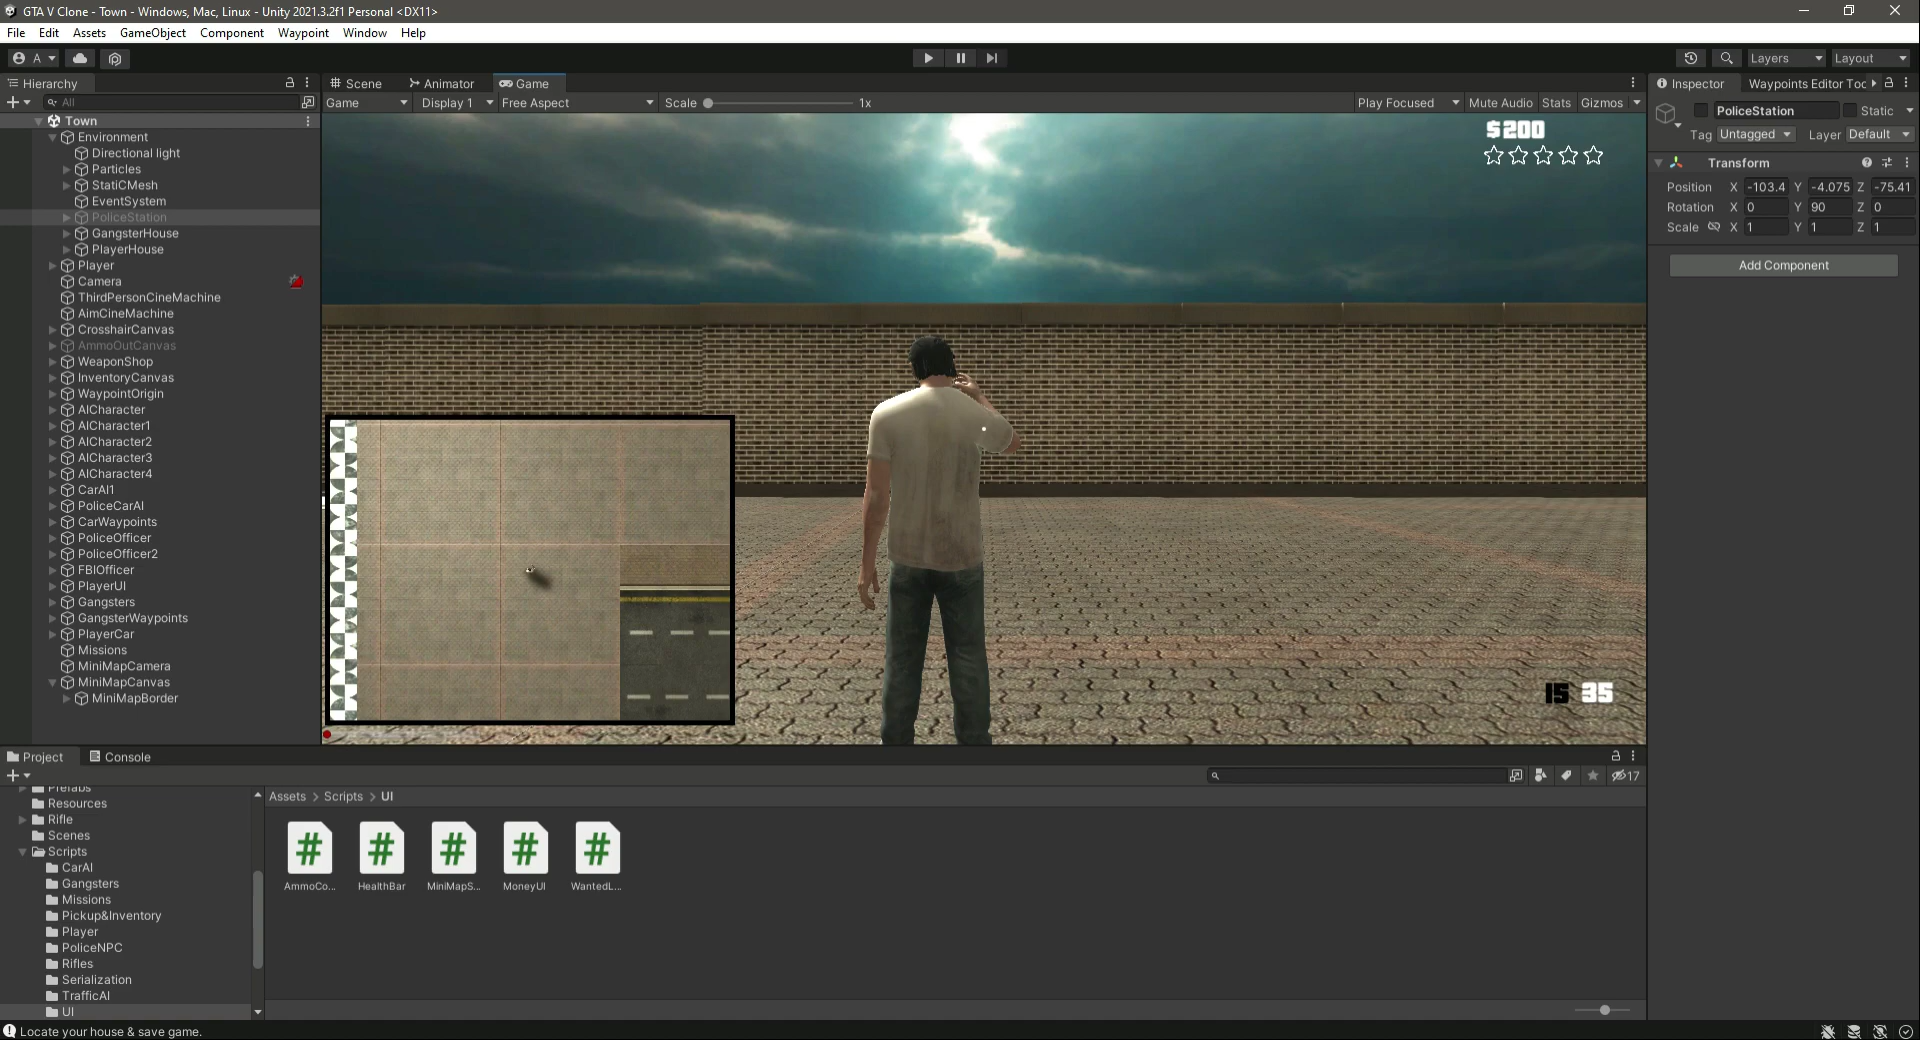 GTA V Clone - Town - Windows, Mac, Linux - Unity 2021.3.2f1 Personal <DX11>
File Edit Assets GameObject Component Waypoint Window Help
A Layers Layout
Hierarchy
All
Town
Environment
Directional light
Particles
StatiCMesh
EventSystem
PoliceStation
GangsterHouse
PlayerHouse
Player
Camera
ThirdPersonCineMachine
AimCineMachine
CrosshairCanvas
AmmoOutCanvas
WeaponShop
InventoryCanvas
WaypointOrigin
AICharacter
AICharacter1
AICharacter2
AICharacter3
AICharacter4
CarAI1
PoliceCarAI
CarWaypoints
PoliceOfficer
PoliceOfficer2
FBIOfficer
PlayerUI
Gangsters
GangsterWaypoints
PlayerCar
Missions
MiniMapCamera
MiniMapCanvas
MiniMapBorder
Scene Animator Game
Game Display 1 Free Aspect Scale 1x Play Focused Mute Audio Stats Gizmos
$200
15 35
Inspector Waypoints Editor Toc
PoliceStation Static
Tag Untagged Layer Default
Transform
Position X -103.4 Y -4.075 Z -75.41
Rotation X 0 Y 90 Z 0
Scale X 1 Y 1 Z 1
Add Component
Project Console
17
Prefabs
Resources
Rifle
Scenes
Scripts
CarAI
Gangsters
Missions
Pickup&Inventory
Player
PoliceNPC
Rifles
Serialization
TrafficAI
UI
Assets > Scripts > UI
# # # # #
AmmoCo... HealthBar MiniMapS... MoneyUI WantedL...
Locate your house & save game.